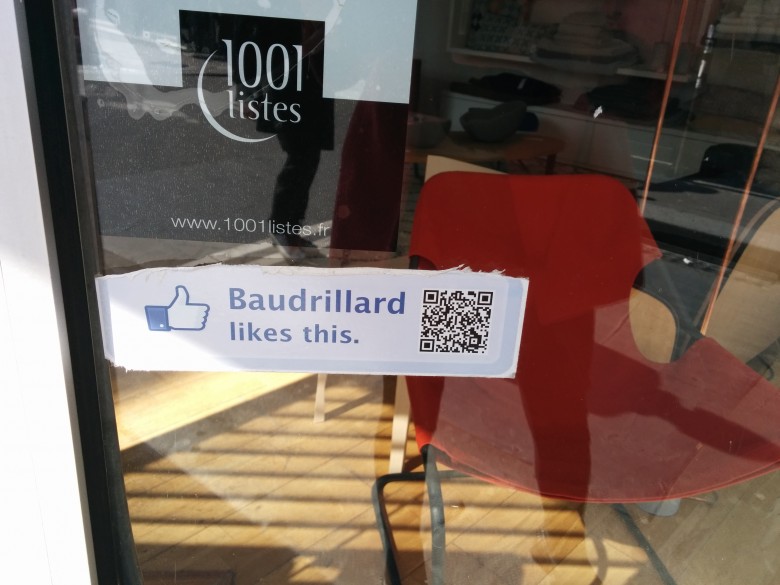 1001
listes
www.1001listes.fr
Baudrillard
likes this.